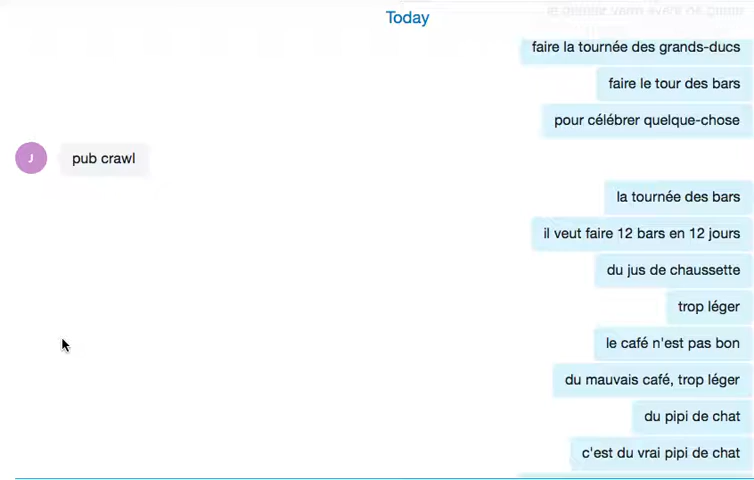 Today
faire la tournée des grands-ducs
faire le tour des bars
pour célébrer quelque-chose
J
pub crawl
la tournée des bars
il veut faire 12 bars en 12 jours
du jus de chaussette
trop léger
le café n'est pas bon
du mauvais café, trop léger
du pipi de chat
c'est du vrai pipi de chat